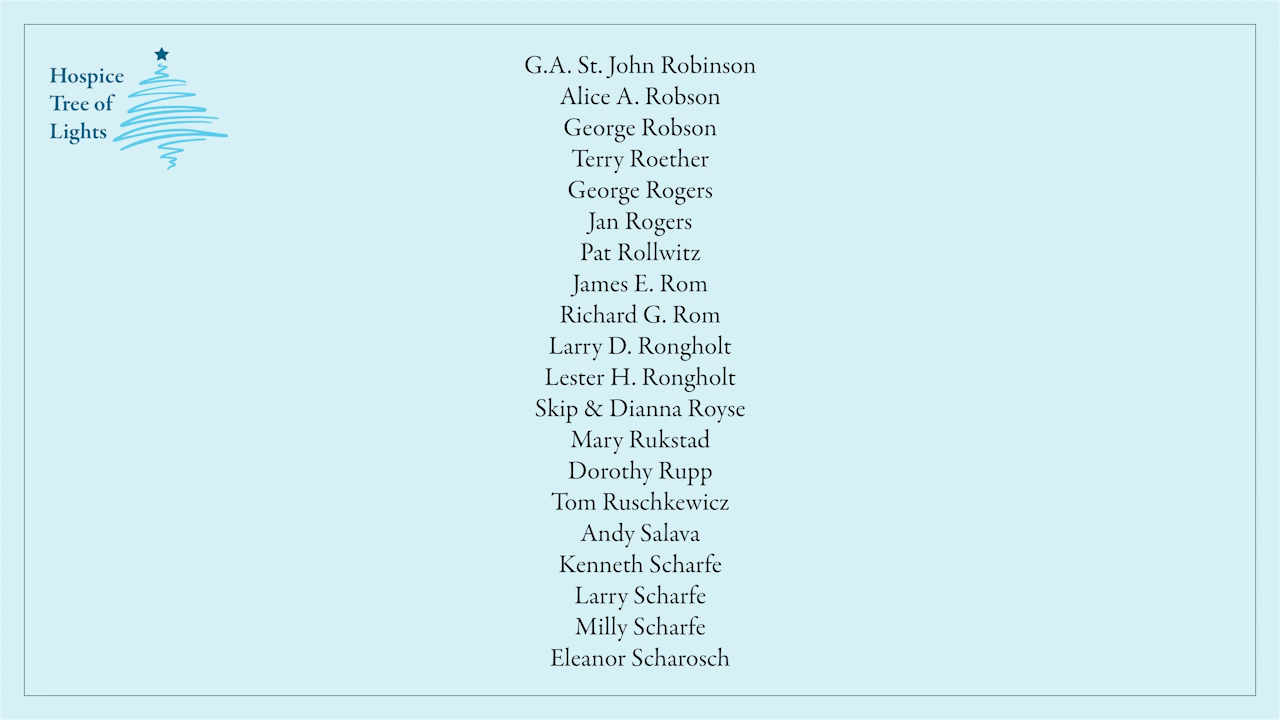 Hospice
Tree of
Lights
G.A. St. John Robinson
Alice A. Robson
George Robson
Terry Roether
George Rogers
Jan Rogers
Pat Rollwitz
James E. Rom
Richard G. Rom
Larry D. Rongholt
Lester H. Rongholt
Skip & Dianna Royse
Mary Rukstad
Dorothy Rupp
Tom Ruschkewicz
Andy Salava
Kenneth Scharfe
Larry Scharfe
Milly Scharfe
Eleanor Scharosch